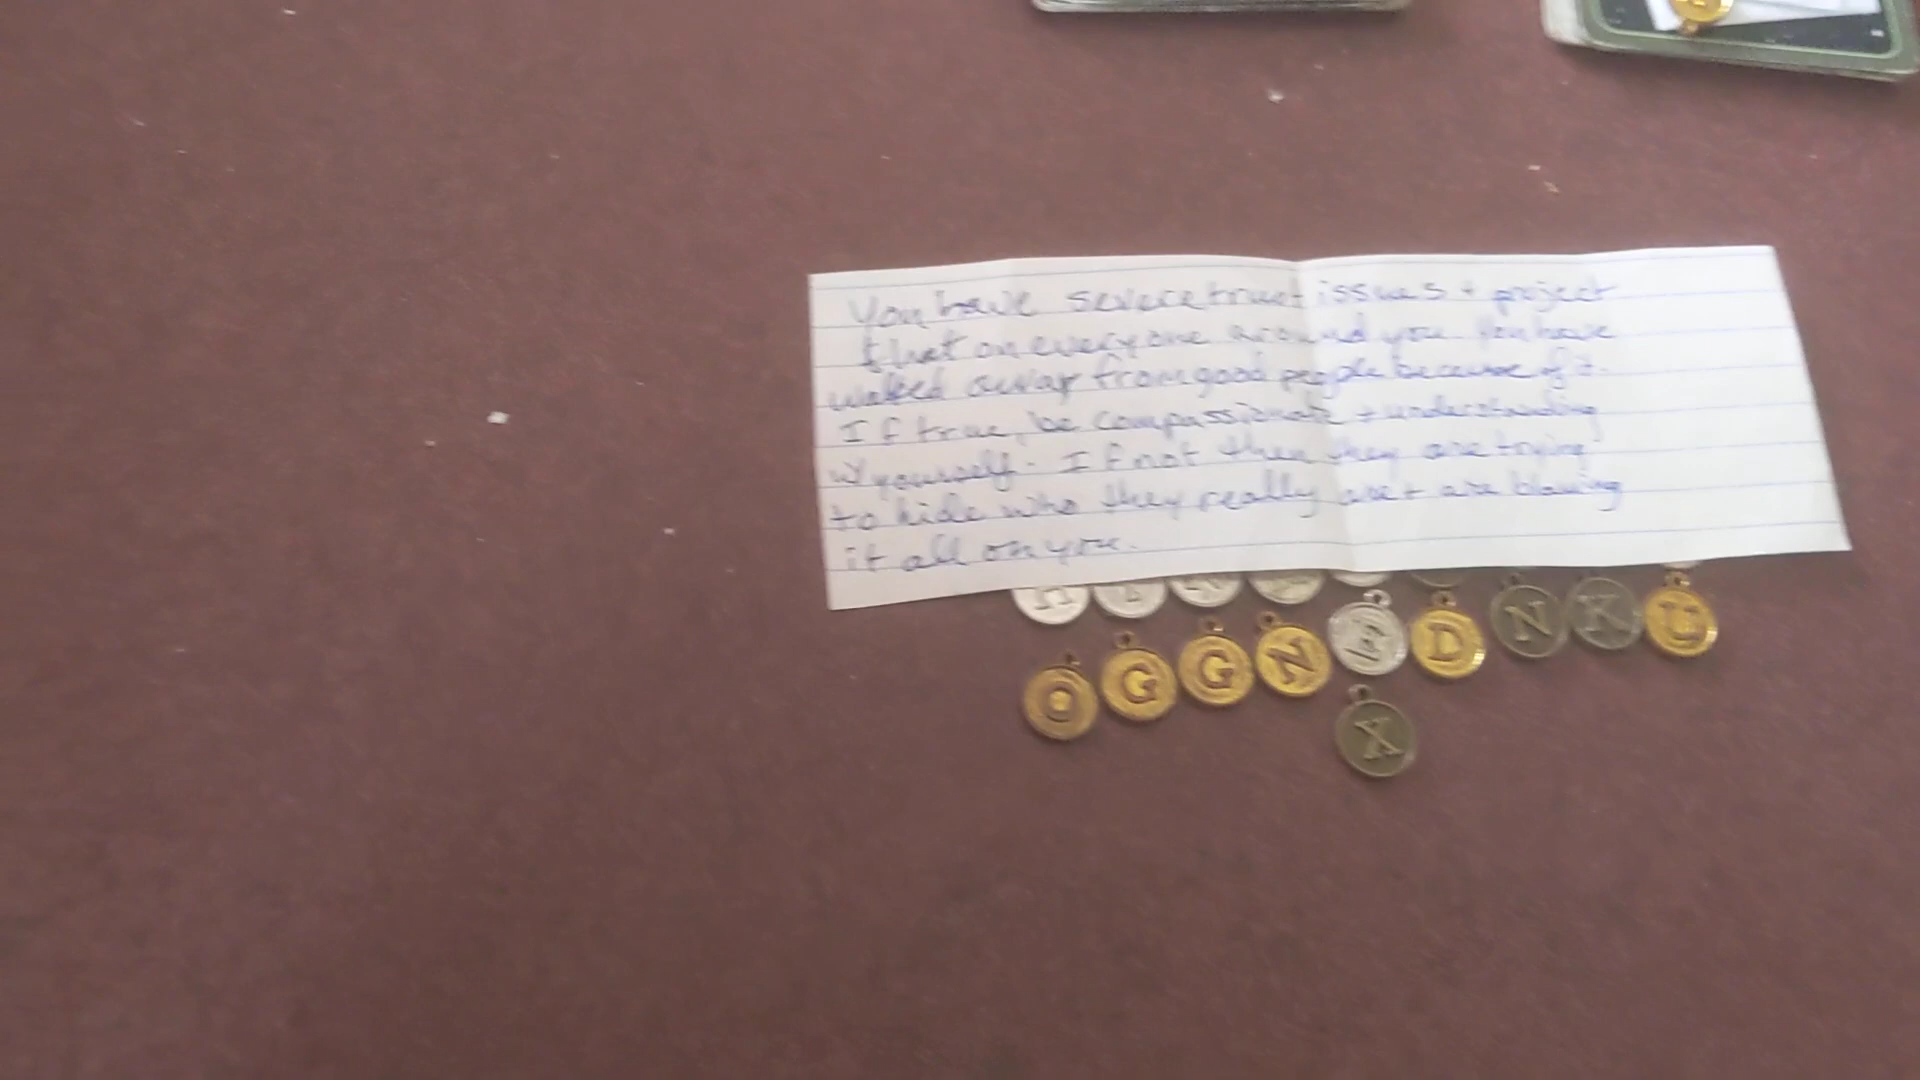 You have severe trust issues + project
that on everyone around you. You have
walked away from good people because of it.
If true, be compassionate + understanding
w/ yourself. If not then they are trying
to hide who they really are + are blaming
it all on you.
O G G N D N K U
X